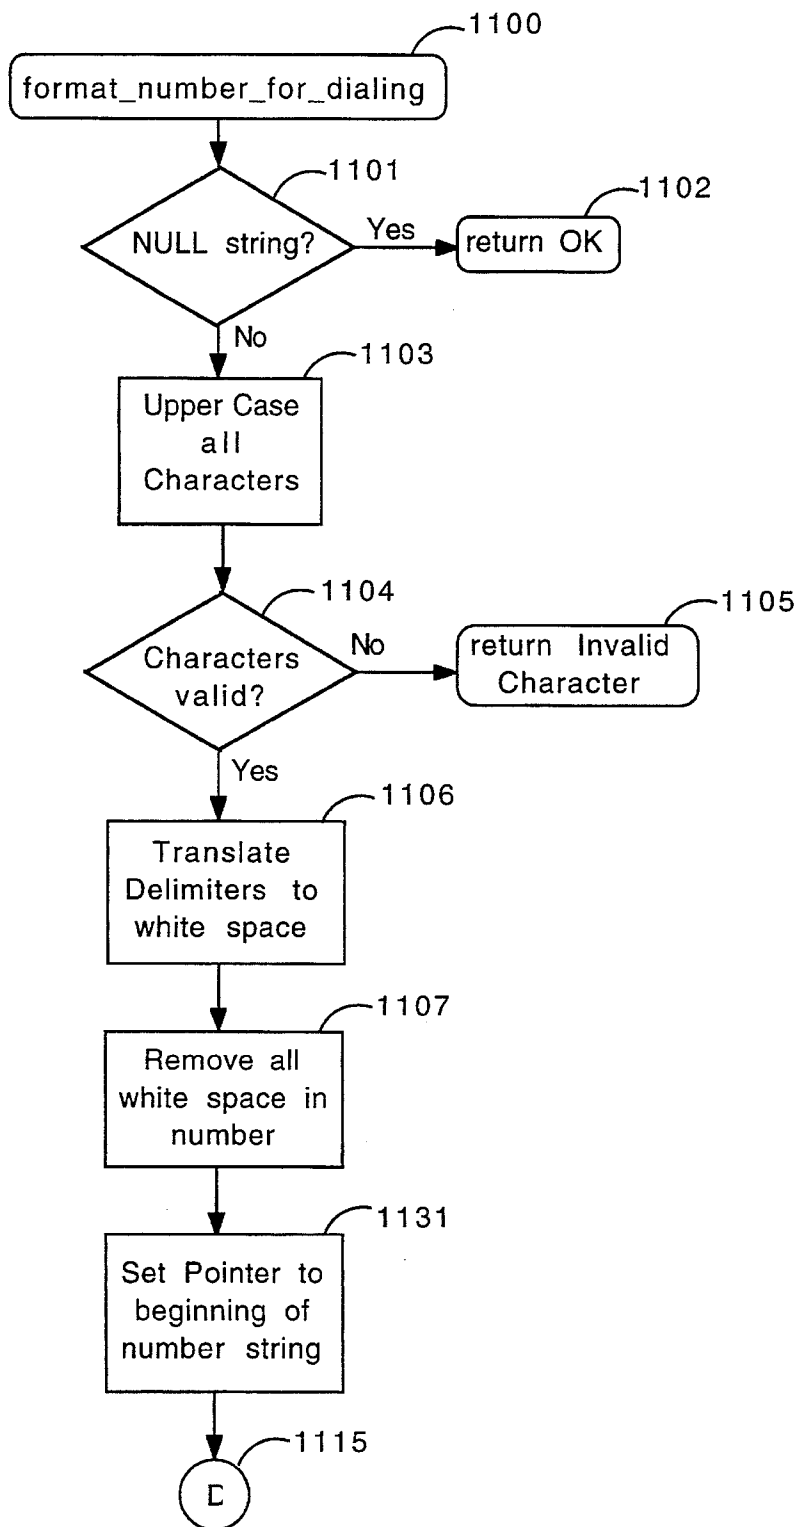 1100
format_number_for_dialing
1101
1102
NULL string?
Yes
return OK
No
1103
Upper Case
all
Characters
1104
1105
Characters
valid?
No
return Invalid
Character
Yes
1106
Translate
Delimiters to
white space
1107
Remove all
white space in
number
1131
Set Pointer to
beginning of
number string
1115
D